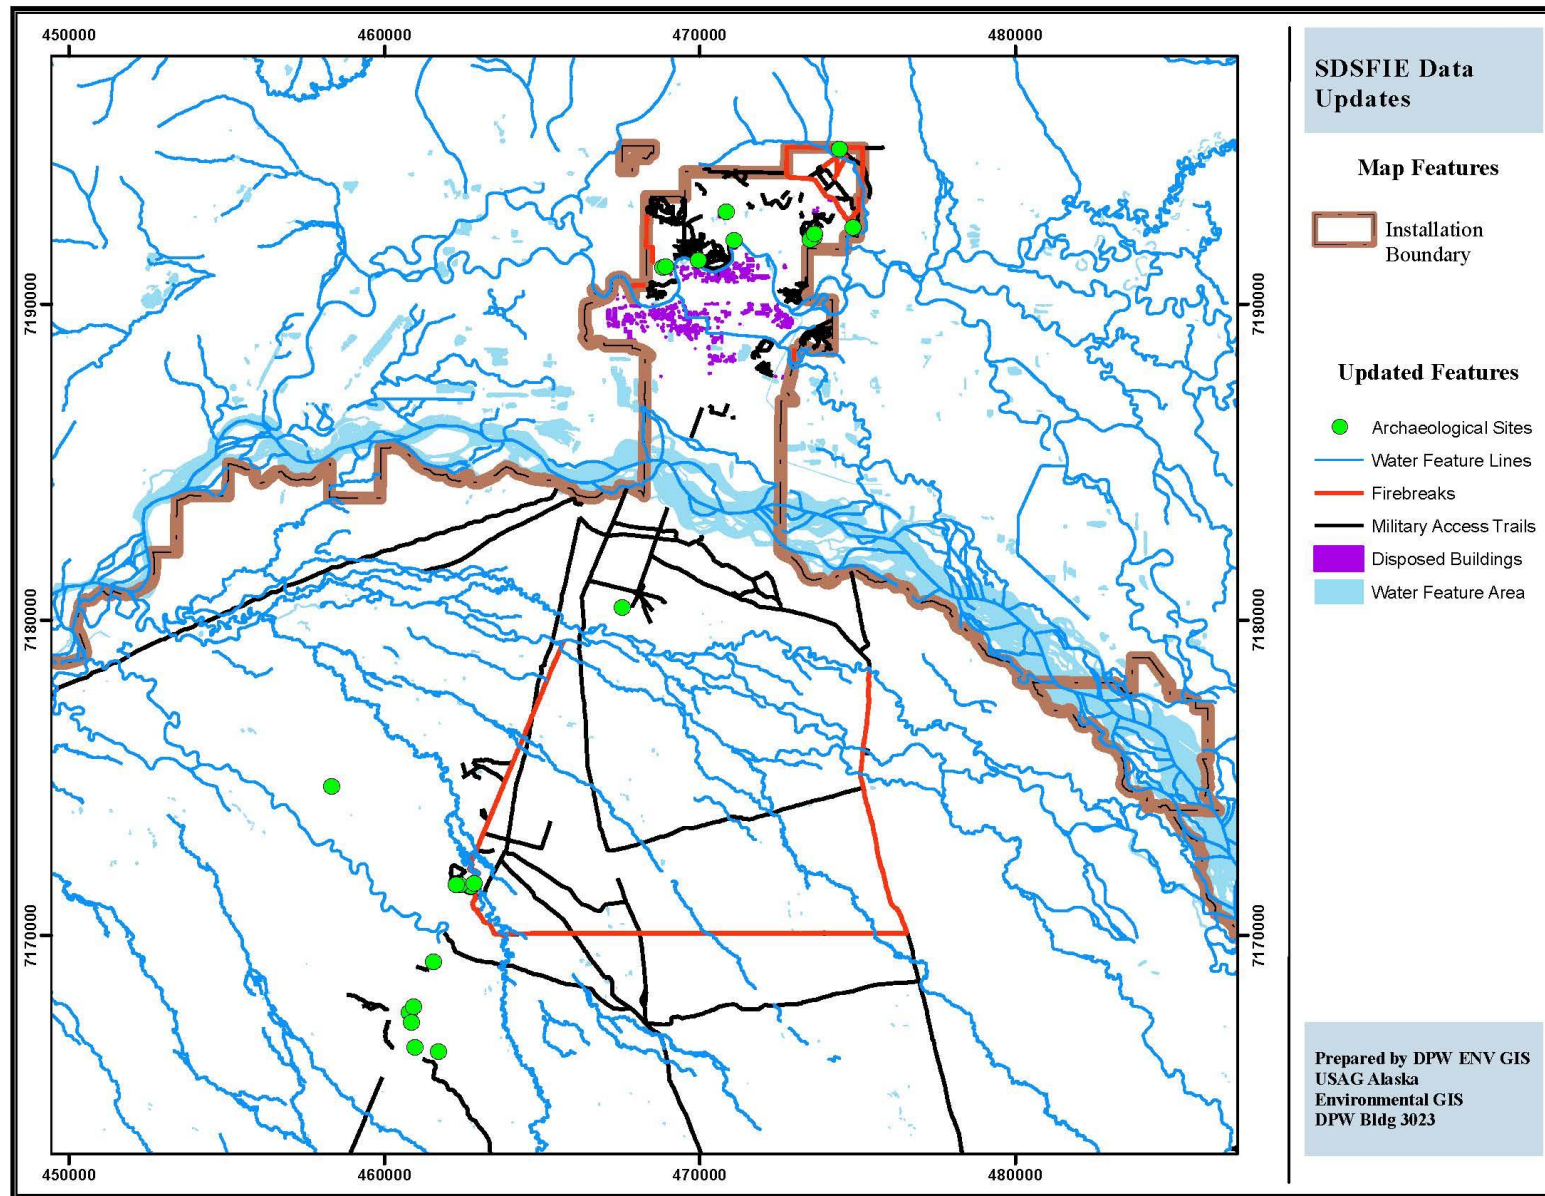 450000
460000
470000
480000
7190000
7180000
7170000
7190000
7180000
7170000
450000
460000
470000
480000
SDSFIE Data
Updates
Map Features
Installation
Boundary
Updated Features
Archaeological Sites
Water Feature Lines
Firebreaks
Military Access Trails
Disposed Buildings
Water Feature Area
Prepared by DPW ENV GIS
USAG Alaska
Environmental GIS
DPW Bldg 3023